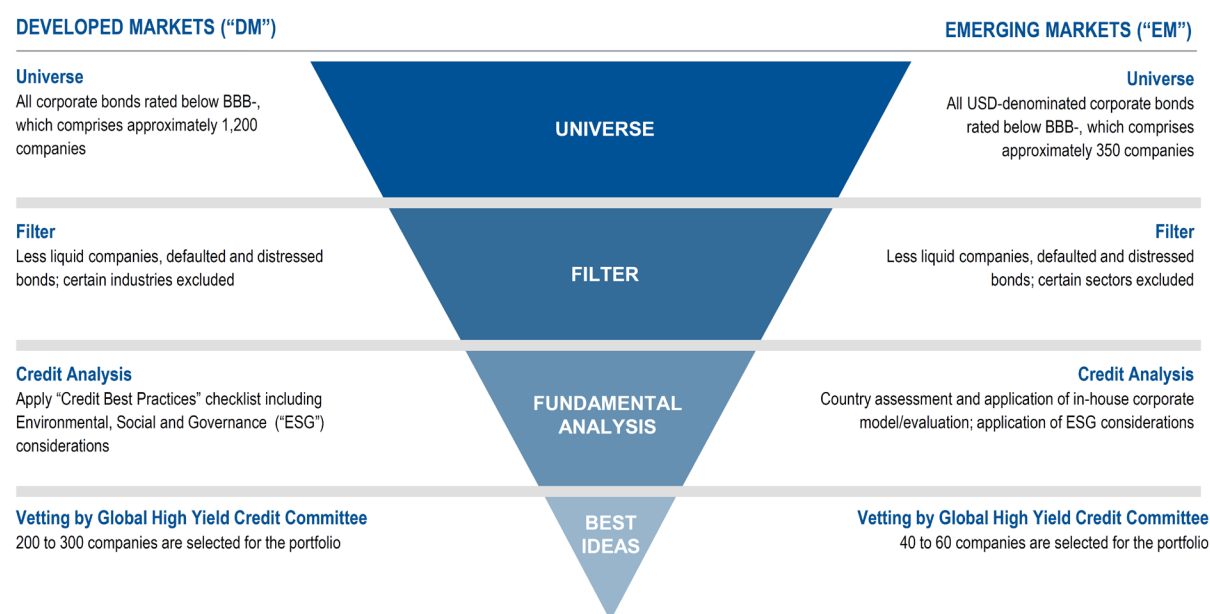 DEVELOPED MARKETS (“DM”)
EMERGING MARKETS (“EM”)
Universe
All corporate bonds rated below BBB-,
which comprises approximately 1,200
companies
UNIVERSE
Universe
All USD-denominated corporate bonds
rated below BBB-, which comprises
approximately 350 companies
Filter
Less liquid companies, defaulted and distressed
bonds; certain industries excluded
FILTER
Filter
Less liquid companies, defaulted and distressed
bonds; certain sectors excluded
Credit Analysis
Apply “Credit Best Practices” checklist including
Environmental, Social and Governance (“ESG”)
considerations
FUNDAMENTAL
ANALYSIS
Credit Analysis
Country assessment and application of in-house corporate
model/evaluation; application of ESG considerations
Vetting by Global High Yield Credit Committee
200 to 300 companies are selected for the portfolio
BEST
IDEAS
Vetting by Global High Yield Credit Committee
40 to 60 companies are selected for the portfolio